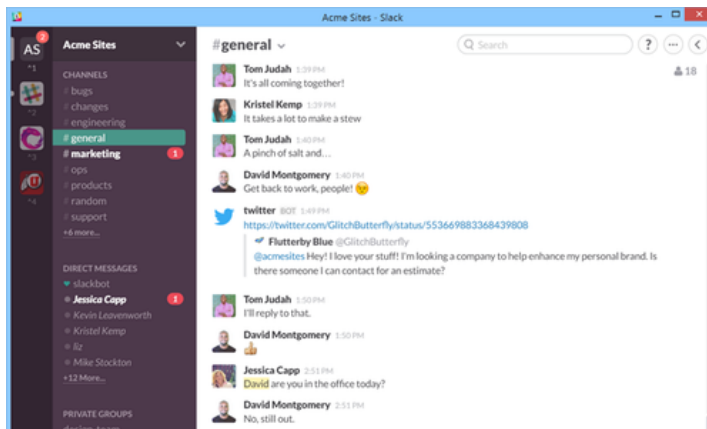 Acme Sites - Slack
AS
2
^1
^2
^3
^4
Acme Sites
CHANNELS
# bugs
# changes
# engineering
# general
# marketing 1
# ops
# products
# random
# support
+6 more...
DIRECT MESSAGES
slackbot
Jessica Capp 1
Kevin Leavenworth
Kristel Kemp
liz
Mike Stockton
+12 More...
PRIVATE GROUPS
design-team
#general
Search
?
18
Tom Judah 1:39 PM
It's all coming together!
Kristel Kemp 1:39 PM
It takes a lot to make a stew
Tom Judah 1:40 PM
A pinch of salt and...
David Montgomery 1:40 PM
Get back to work, people!
twitter BOT 1:49 PM
https://twitter.com/GlitchButterfly/status/553669883368439808
Flutterby Blue @GlitchButterfly
@acmesites Hey! I love your stuff! I'm looking a company to help enhance my personal brand. Is
there someone I can contact for an estimate?
Tom Judah 1:50 PM
I'll reply to that.
David Montgomery 1:50 PM
Jessica Capp 2:51 PM
David are you in the office today?
David Montgomery 2:51 PM
No, still out.